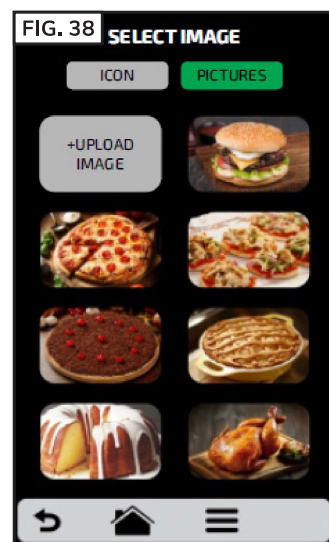 FIG. 38
SELECT IMAGE
ICON
PICTURES
+UPLOAD
IMAGE